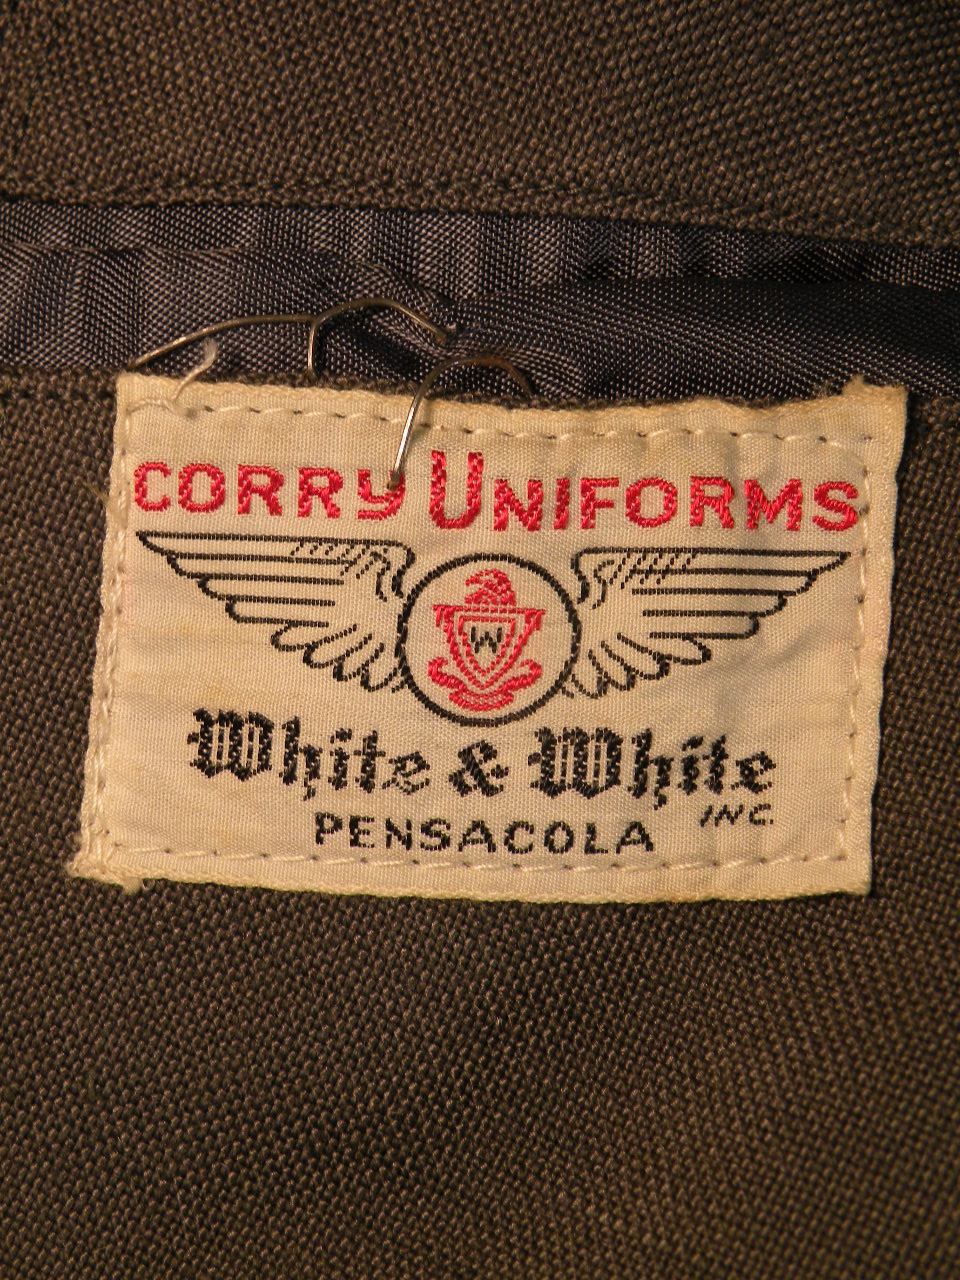 CORRY UNIFORMS
W
White & White
INC.
PENSACOLA